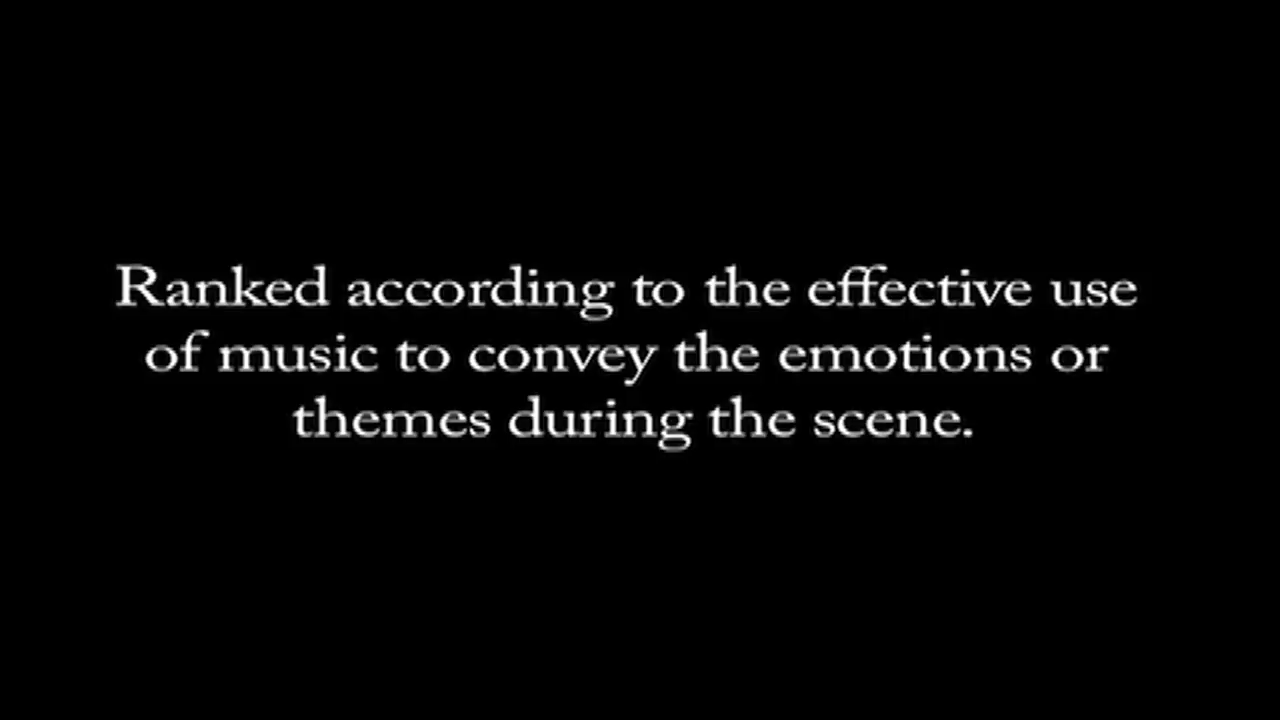 Ranked according to the effective use
of music to convey the emotions or
themes during the scene.